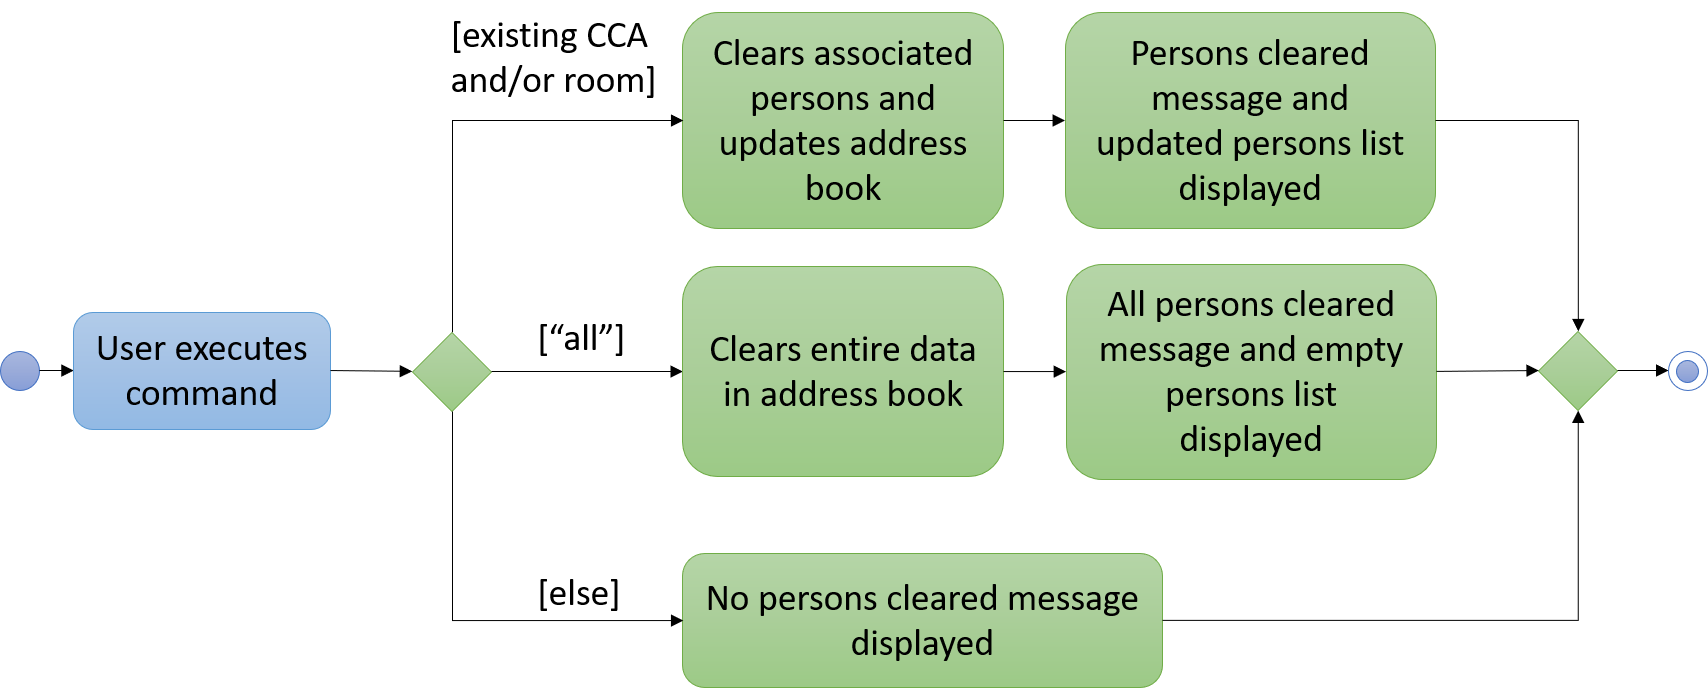 [existing CCA
and/or room]
Clears associated
persons and
updates address
book
Persons cleared
message and
updated persons list
displayed
User executes
command
[“all”]
Clears entire data
in address book
All persons cleared
message and empty
persons list
displayed
[else]
No persons cleared message
displayed